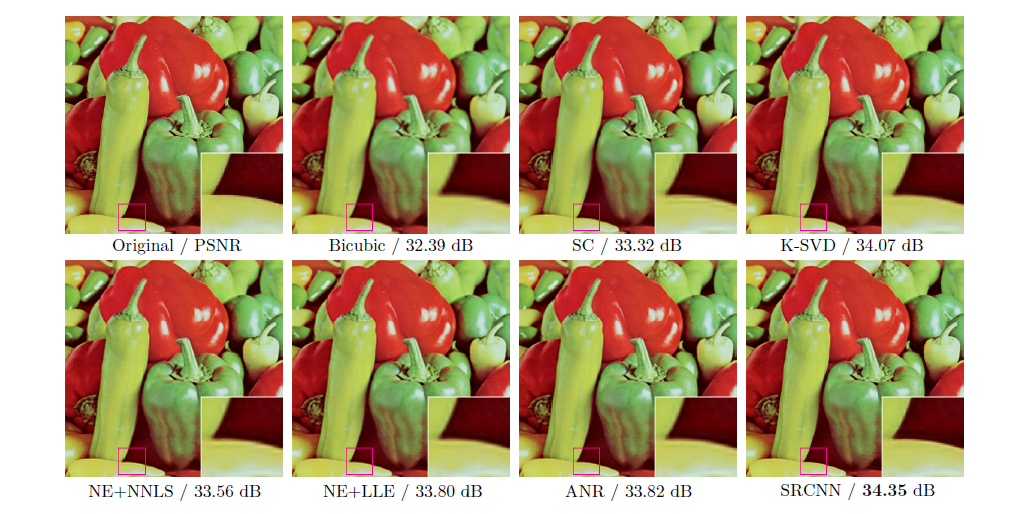 Original / PSNR
Bicubic / 32.39 dB
SC / 33.32 dB
K-SVD / 34.07 dB
NE+NNLS / 33.56 dB
NE+LLE / 33.80 dB
ANR / 33.82 dB
SRCNN / 34.35 dB